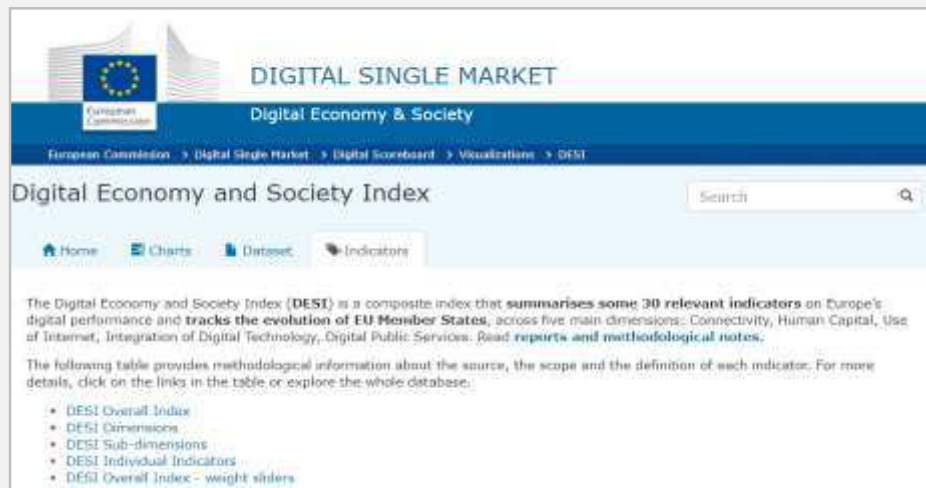 European
Commission
DIGITAL SINGLE MARKET
Digital Economy & Society
European Commission > Digital Single Market > Digital Scoreboard > Visualizations > DESI
Digital Economy and Society Index
Search
Home Charts Dataset Indicators
The Digital Economy and Society Index (DESI) is a composite index that summarises some 30 relevant indicators on Europe's
digital performance and tracks the evolution of EU Member States, across five main dimensions: Connectivity, Human Capital, Use
of Internet, Integration of Digital Technology, Digital Public Services. Read reports and methodological notes.
The following table provides methodological information about the source, the scope and the definition of each indicator. For more
details, click on the links in the table or explore the whole database.
• DESI Overall Index
• DESI Dimensions
• DESI Sub-dimensions
• DESI Individual Indicators
• DESI Overall Index - weight sliders